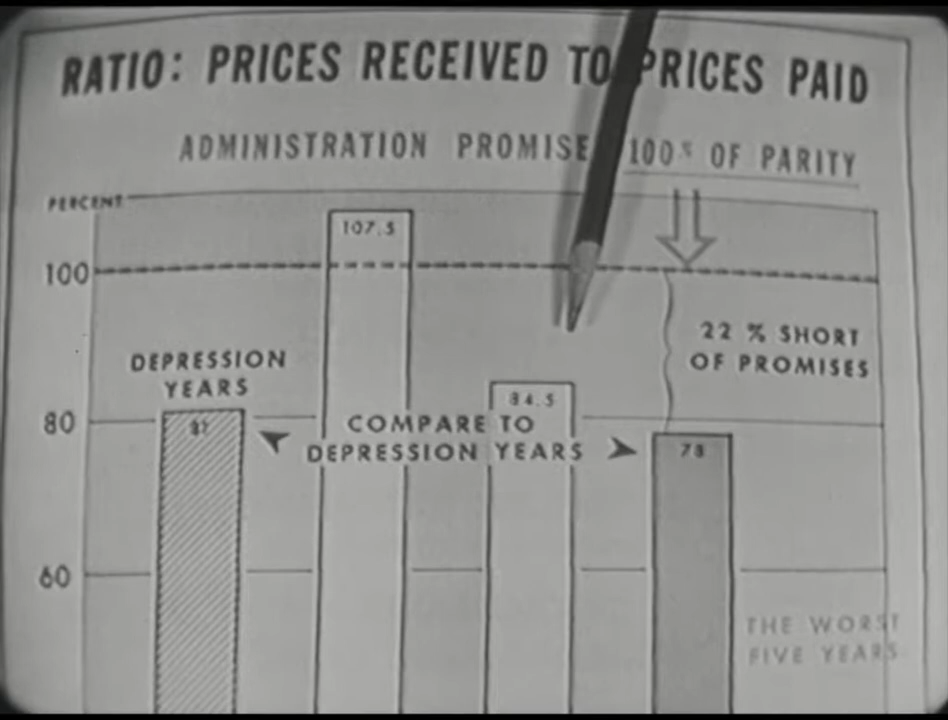 RATIO: PRICES RECEIVED TO PRICES PAID
ADMINISTRATION PROMISE 100% OF PARITY
PERCENT
107.5
100
22 % SHORT
OF PROMISES
DEPRESSION
YEARS
84.5
80
COMPARE TO
DEPRESSION YEARS
78
60
THE WORST
FIVE YEARS